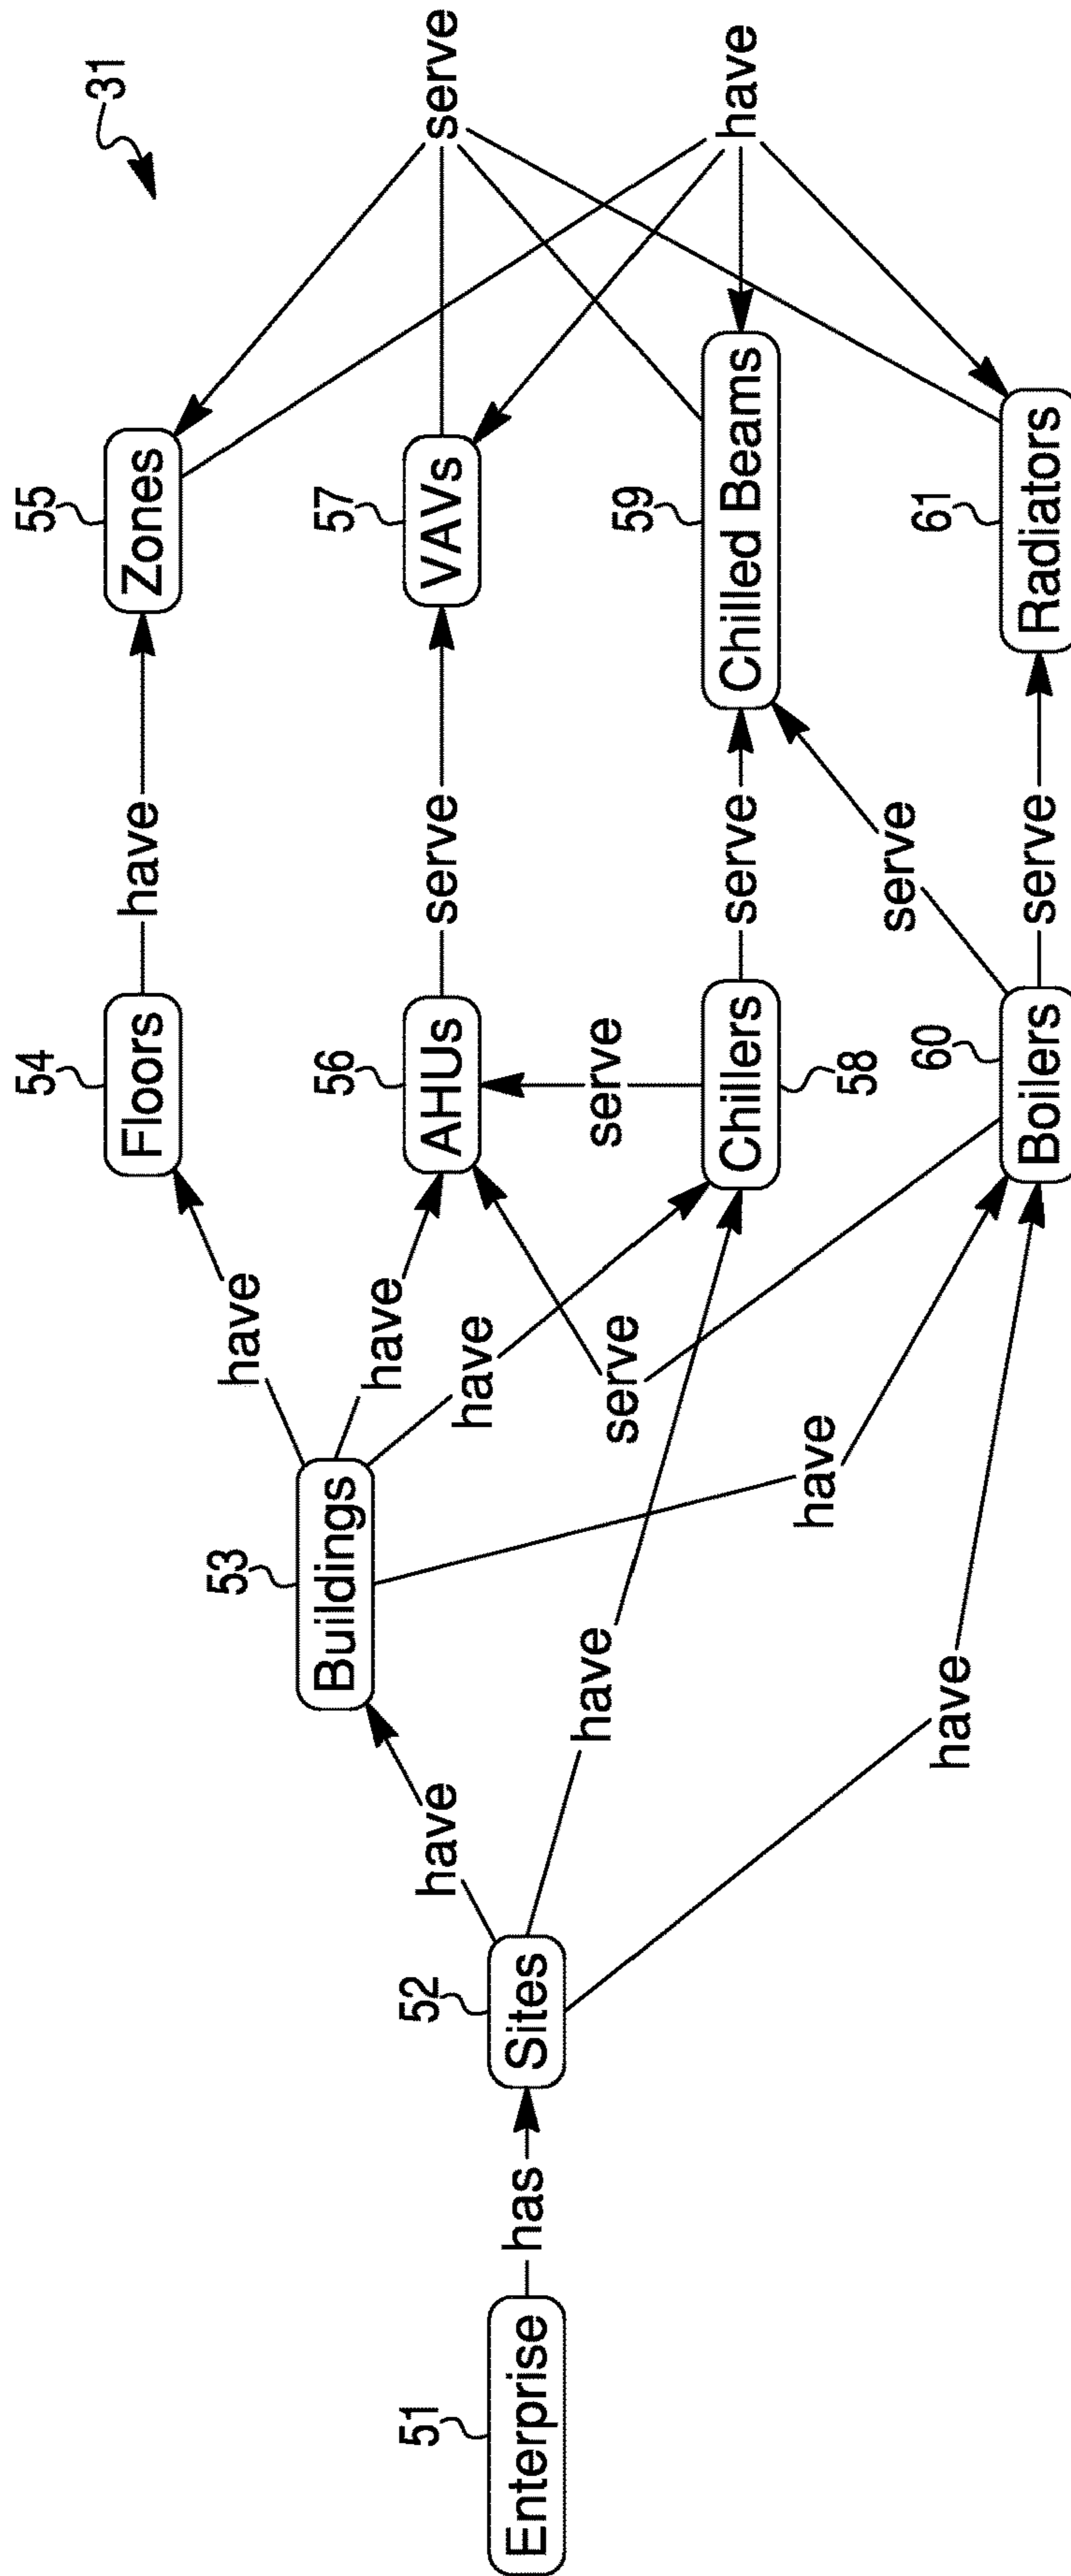 31
51
Enterprise
has
52
Sites
have
have
have
53
Buildings
have
have
have
have
54
Floors
have
55
Zones
56
AHUs
serve
57
VAVs
serve
serve
58
Chillers
serve
59
Chilled Beams
serve
60
Boilers
serve
61
Radiators
serve
have